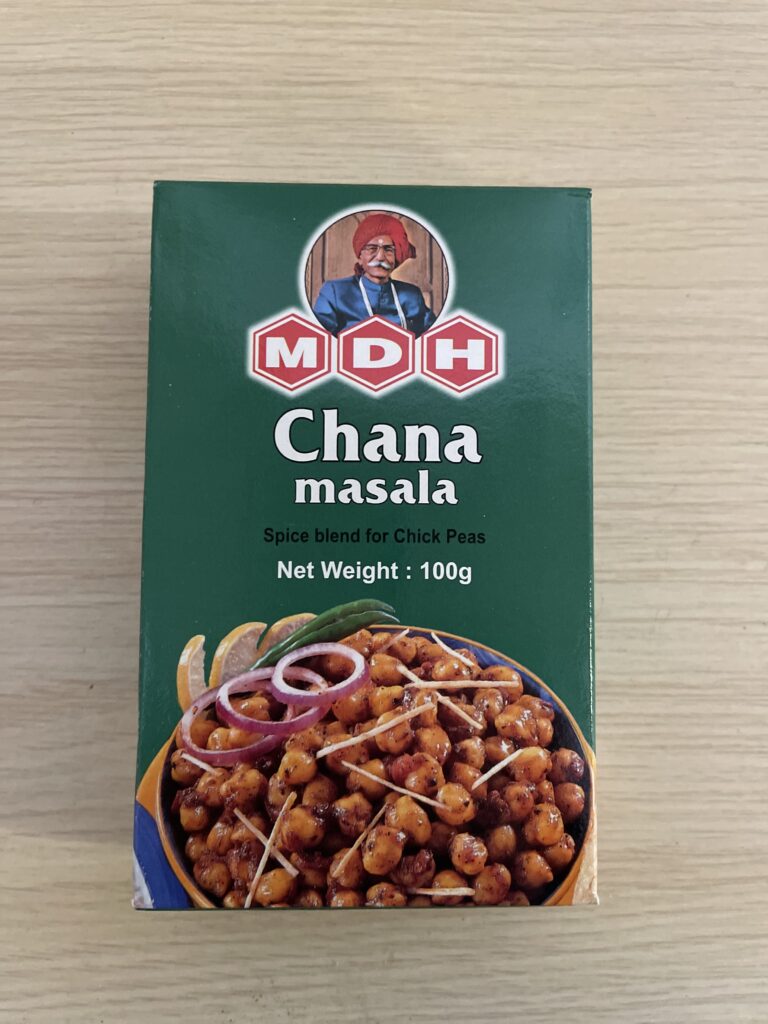 MDH
Chana
masala
Spice blend for Chick Peas
Net Weight : 100g